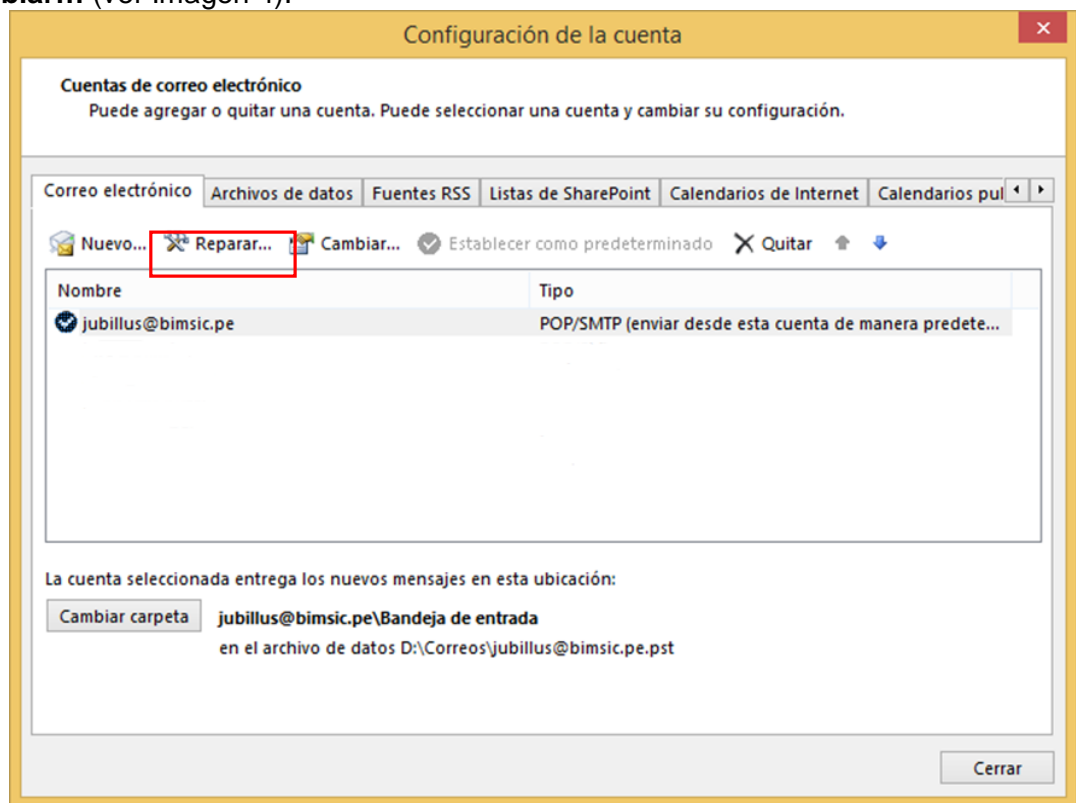 biar... (ver imagen 4).
Configuración de la cuenta
Cuentas de correo electrónico
Puede agregar o quitar una cuenta. Puede seleccionar una cuenta y cambiar su configuración.
Correo electrónico Archivos de datos Fuentes RSS Listas de SharePoint Calendarios de Internet Calendarios pul
Nuevo... Reparar... Cambiar... Establecer como predeterminado Quitar
Nombre Tipo
jubillus@bimsic.pe POP/SMTP (enviar desde esta cuenta de manera predete...
La cuenta seleccionada entrega los nuevos mensajes en esta ubicación:
Cambiar carpeta jubillus@bimsic.pe\Bandeja de entrada
en el archivo de datos D:\Correos\jubillus@bimsic.pe.pst
Cerrar